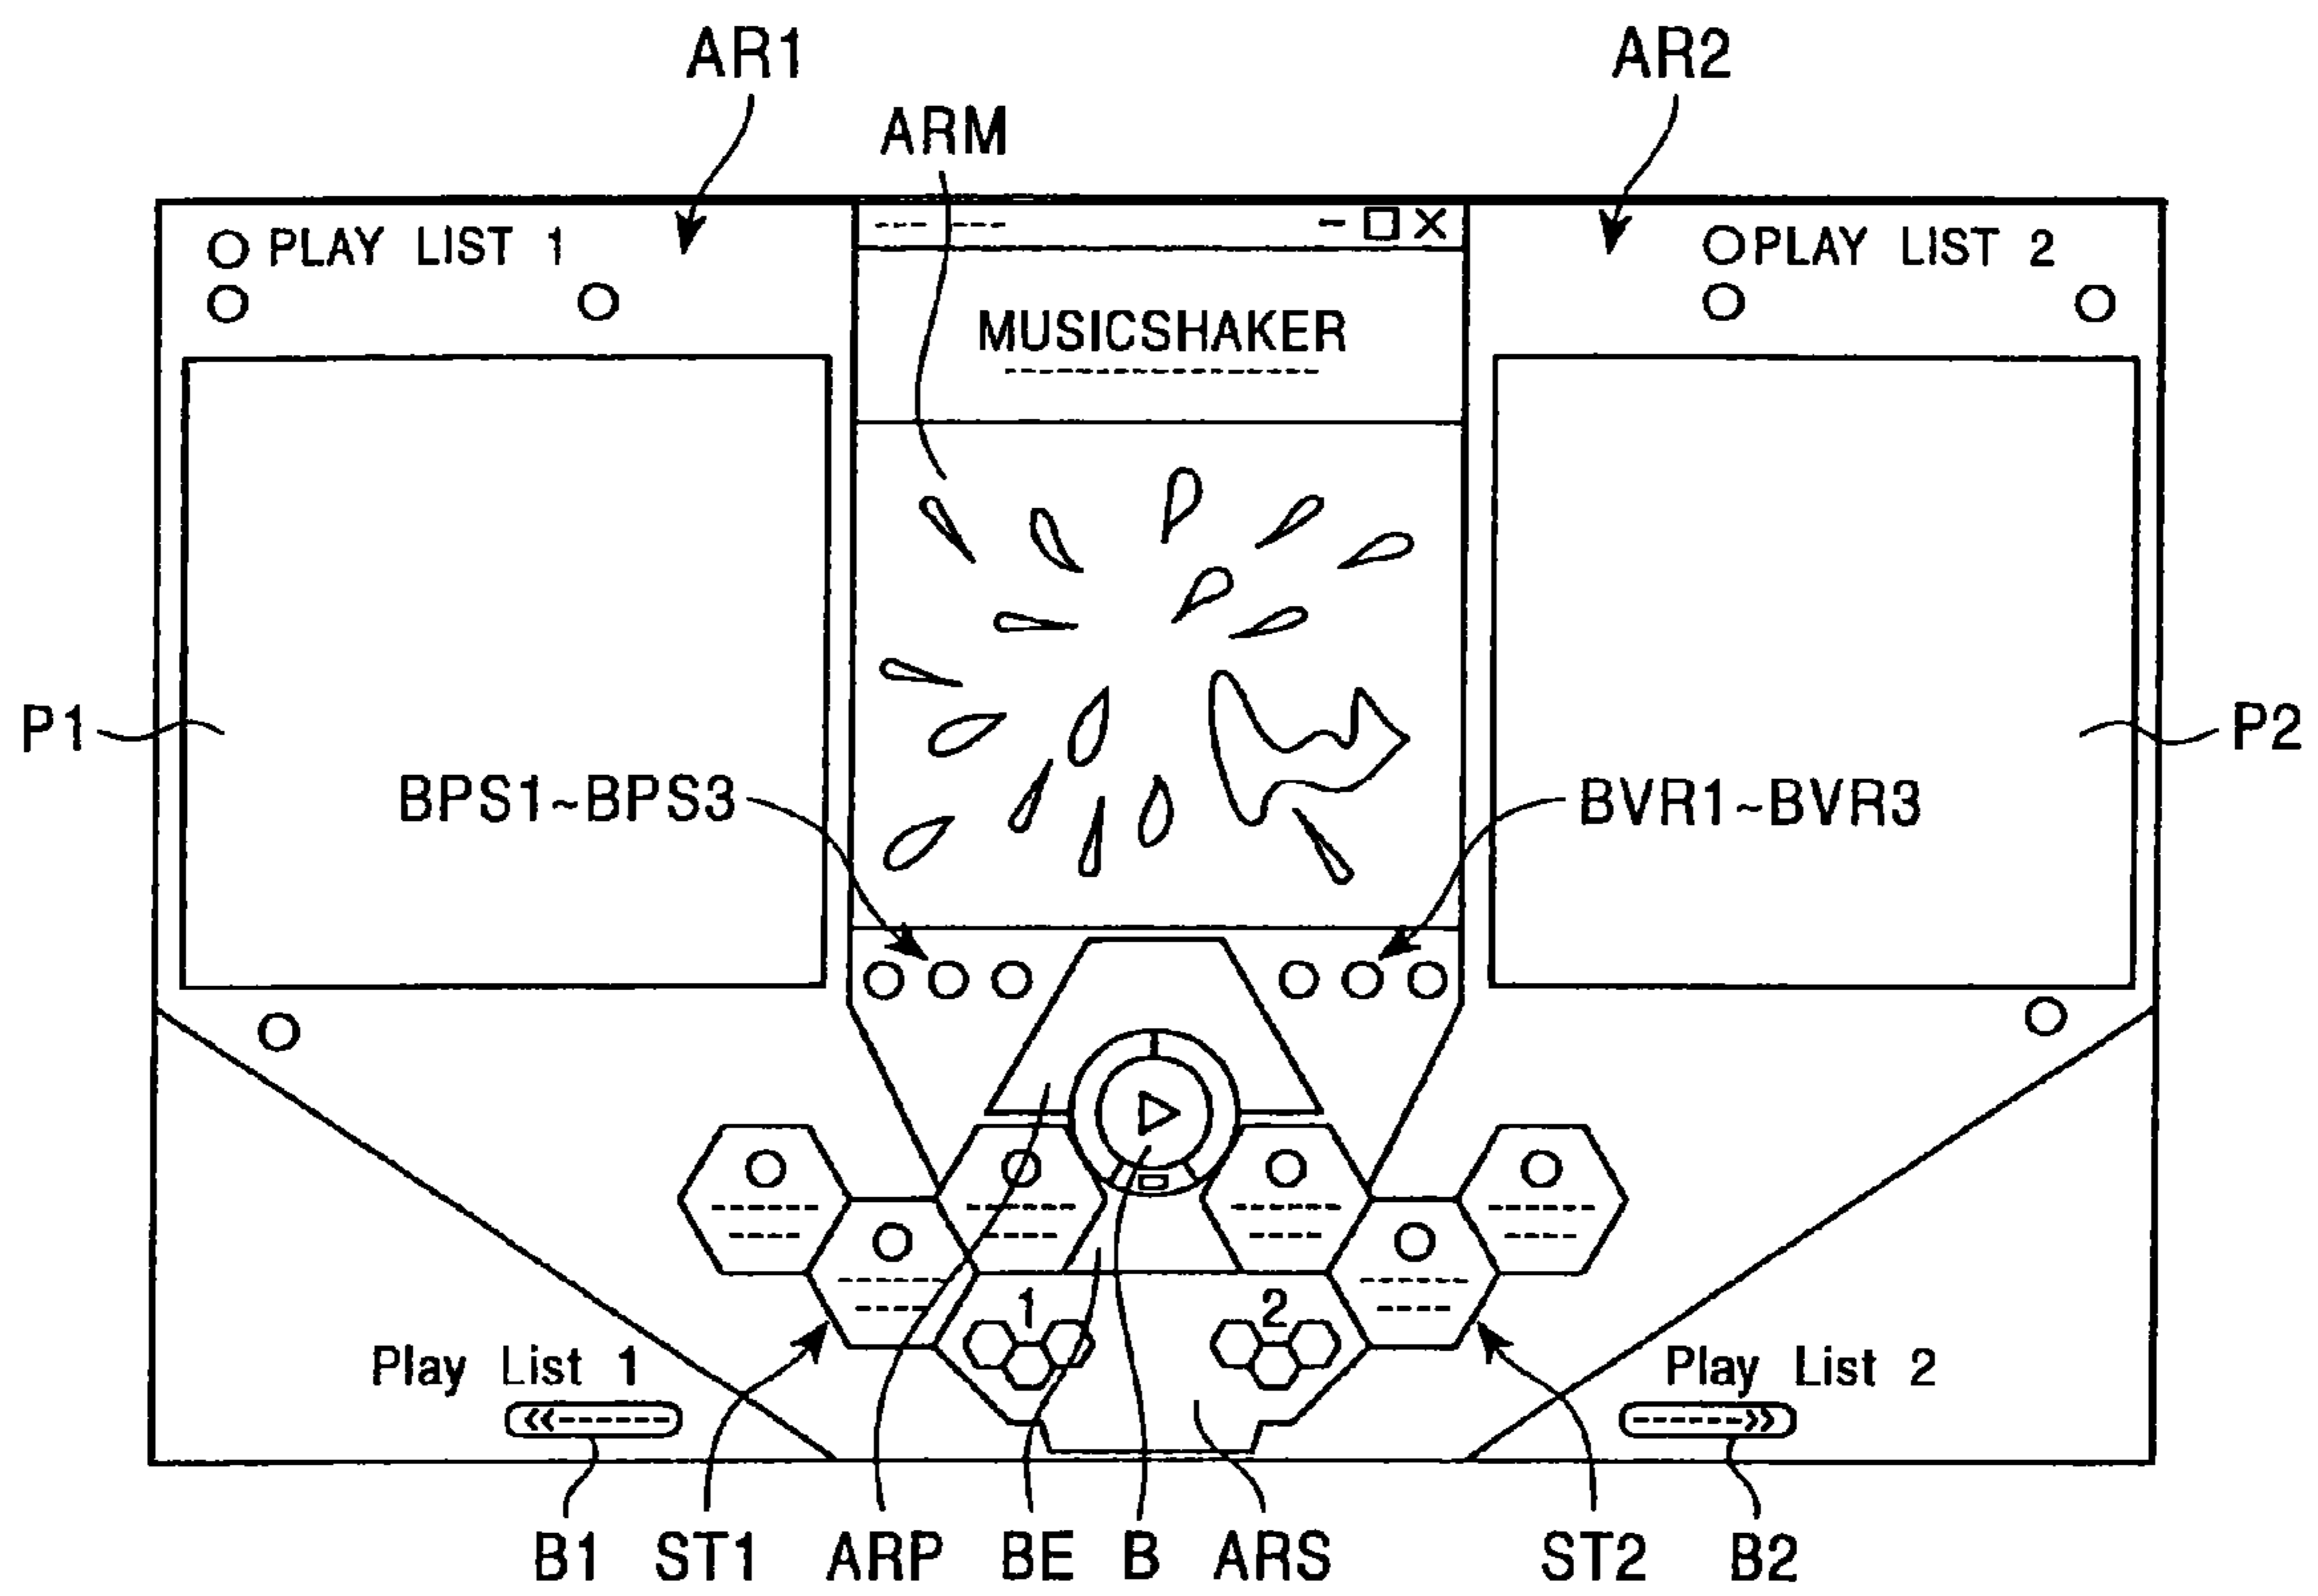 AR1
AR2
ARM
PLAY LIST 1
PLAY LIST 2
MUSICSHAKER
P1
P2
BPS1~BPS3
BVR1~BVR3
1
2
Play List 1
Play List 2
B1
ST1
ARP
BE
B
ARS
ST2
B2